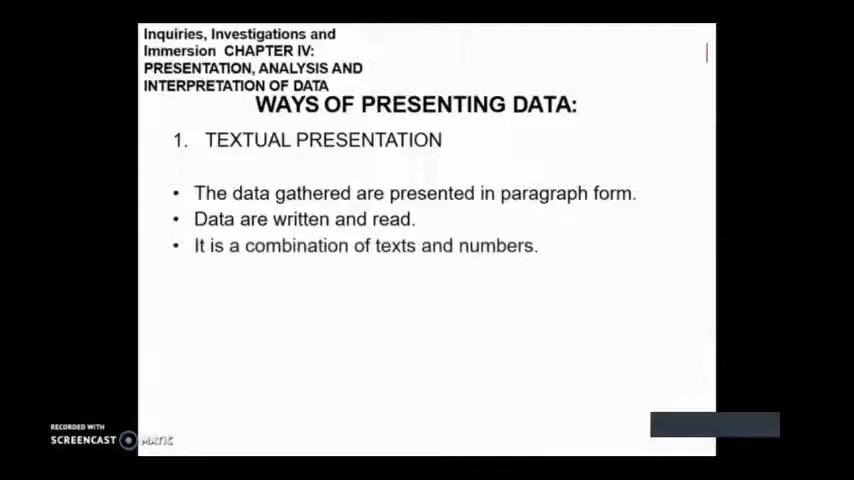 Inquiries, Investigations and
Immersion CHAPTER IV:
PRESENTATION, ANALYSIS AND
INTERPRETATION OF DATA
WAYS OF PRESENTING DATA:
1. TEXTUAL PRESENTATION
• The data gathered are presented in paragraph form.
• Data are written and read.
• It is a combination of texts and numbers.
RECORDED WITH
SCREENCAST MATIC